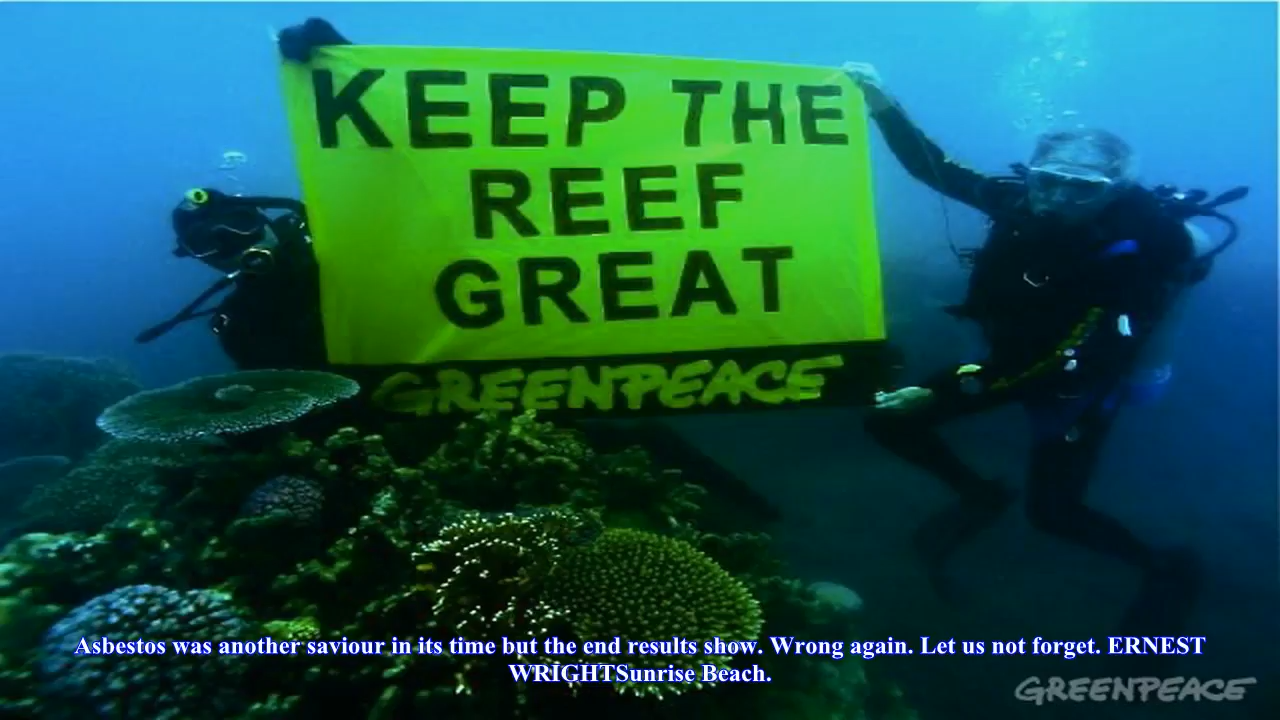 KEEP THE
REEF
GREAT
GREENPEACE
Asbestos was another saviour in its time but the end results show. Wrong again. Let us not forget. ERNEST
WRIGHTSunrise Beach.
GREENPEACE